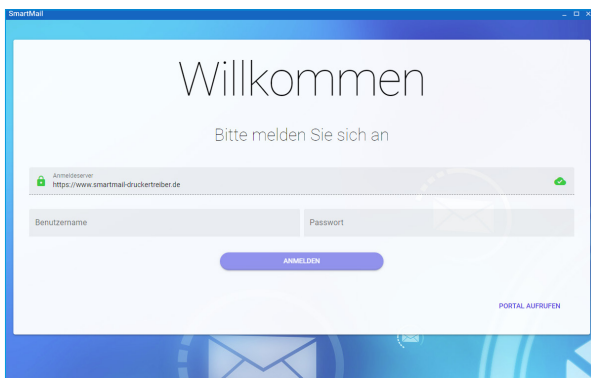 SmartMail
Willkommen
Bitte melden Sie sich an
Anmeldeserver
https://www.smartmail-druckertreiber.de
Benutzername
Passwort
ANMELDEN
PORTAL AUFRUFEN